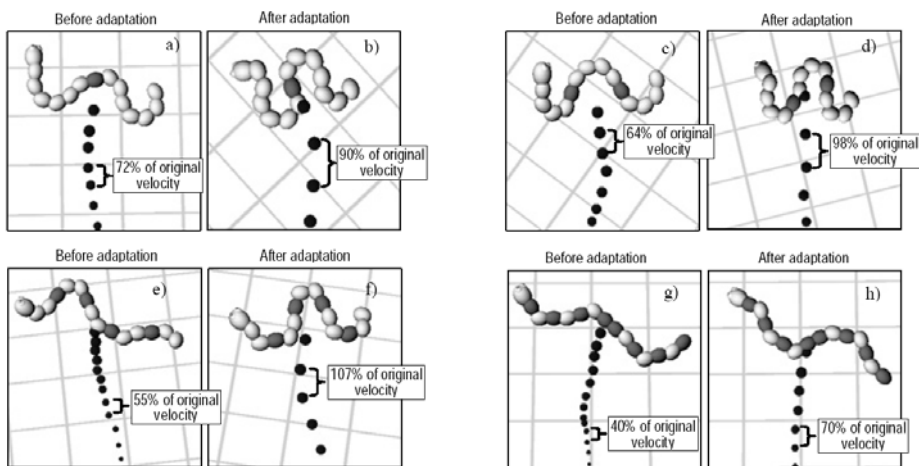 Before adaptation
After adaptation
Before adaptation
After adaptation
a)
b)
c)
d)
72% of original
velocity
90% of original
velocity
64% of original
velocity
98% of original
velocity
Before adaptation
After adaptation
Before adaptation
After adaptation
e)
f)
g)
h)
55% of original
velocity
107% of original
velocity
40% of original
velocity
70% of original
velocity